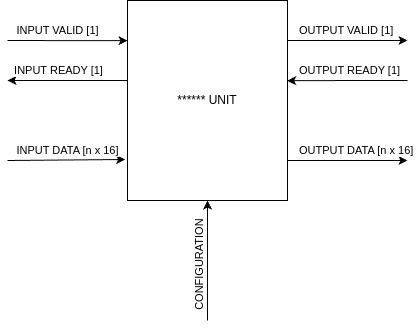 INPUT VALID [1]
OUTPUT VALID [1]
INPUT READY [1]
OUTPUT READY [1]
****** UNIT
INPUT DATA [n x 16]
OUTPUT DATA [n x 16]
CONFIGURATION